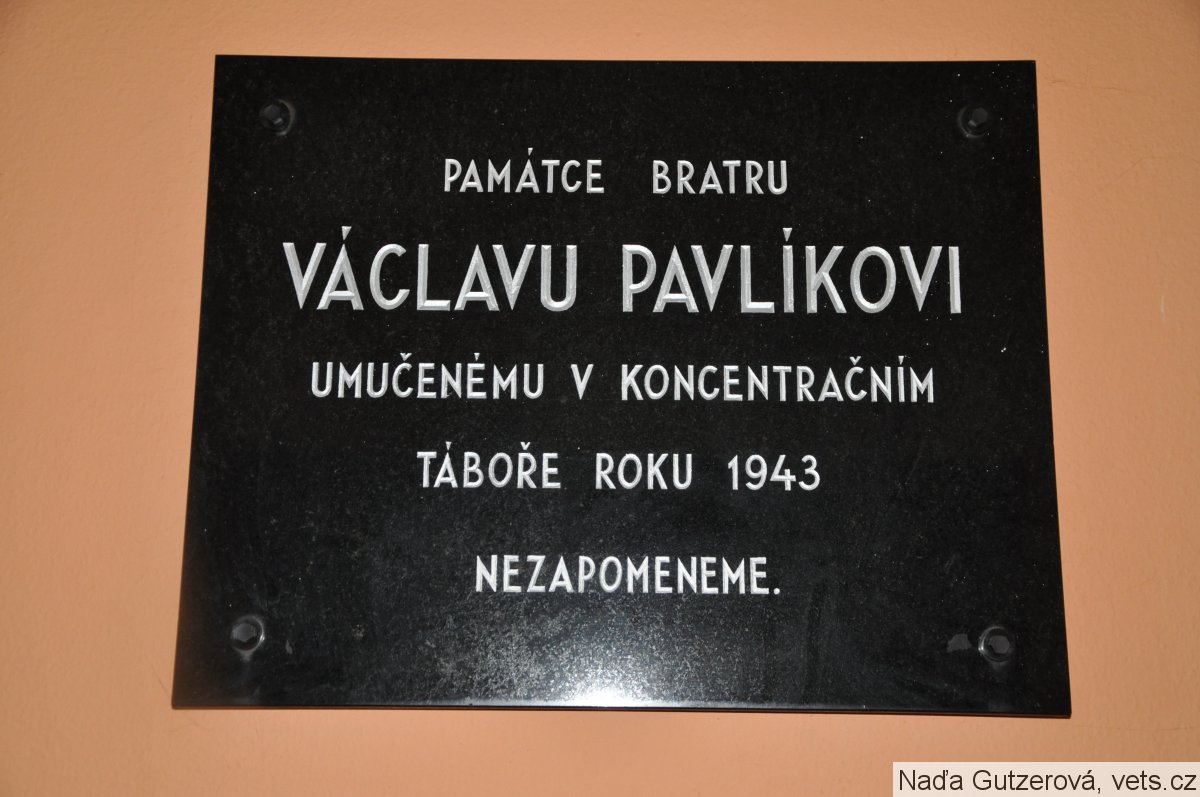 PAMÁTCE BRATRU
VÁCLAVU PAVLÍKOVI
UMUČENÉMU V KONCENTRAČNÍM
TÁBOŘE ROKU 1943
NEZAPOMENEME.
Naďa Gutzerová, vets.cz